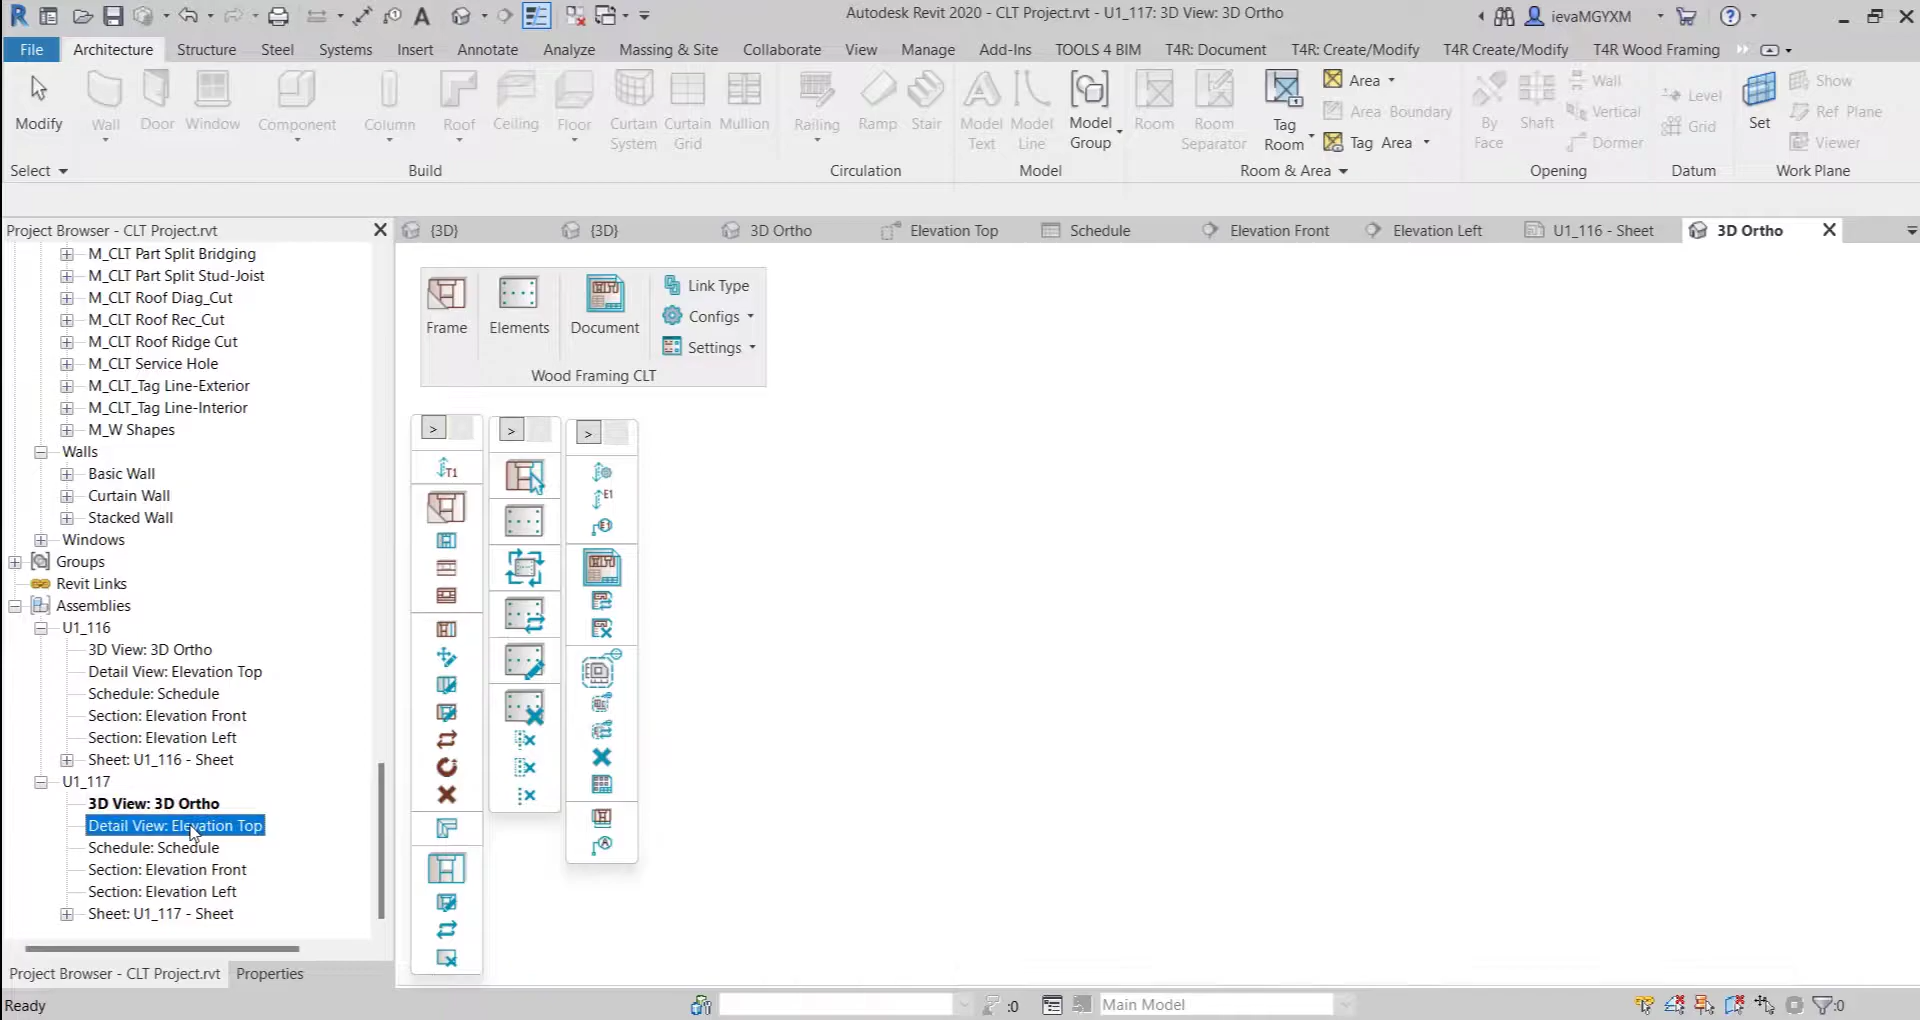 Autodesk Revit 2020 - CLT Project.rvt - U1_117: 3D View: 3D Ortho
ievaMGYXM
File Architecture Structure Steel Systems Insert Annotate Analyze Massing & Site Collaborate View Manage Add-Ins TOOLS 4 BIM T4R: Document T4R: Create/Modify T4R Create/Modify T4R Wood Framing
Modify Wall Door Window Component Column Roof Ceiling Floor Curtain System Curtain Grid Mullion Railing Ramp Stair Model Text Model Line Model Group Room Room Separator Tag Room
Area
Area Boundary
Tag Area
By Face
Shaft
Wall
Vertical
Dormer
Level
Grid
Set
Show
Ref Plane
Viewer
Select Build Circulation Model Room & Area Opening Datum Work Plane
Project Browser - CLT Project.rvt
{3D} {3D} 3D Ortho Elevation Top Schedule Elevation Front Elevation Left U1_116 - Sheet 3D Ortho
M_CLT Part Split Bridging
M_CLT Part Split Stud-Joist
M_CLT Roof Diag_Cut
M_CLT Roof Rec_Cut
M_CLT Roof Ridge Cut
M_CLT Service Hole
M_CLT_Tag Line-Exterior
M_CLT_Tag Line-Interior
M_W Shapes
Walls
Basic Wall
Curtain Wall
Stacked Wall
Windows
Groups
Revit Links
Assemblies
U1_116
3D View: 3D Ortho
Detail View: Elevation Top
Schedule: Schedule
Section: Elevation Front
Section: Elevation Left
Sheet: U1_116 - Sheet
U1_117
3D View: 3D Ortho
Detail View: Elevation Top
Schedule: Schedule
Section: Elevation Front
Section: Elevation Left
Sheet: U1_117 - Sheet
Frame Elements Document
Link Type
Configs
Settings
Wood Framing CLT
> > >
T1
E1
Project Browser - CLT Project.rvt Properties
Ready
:0
Main Model
:0